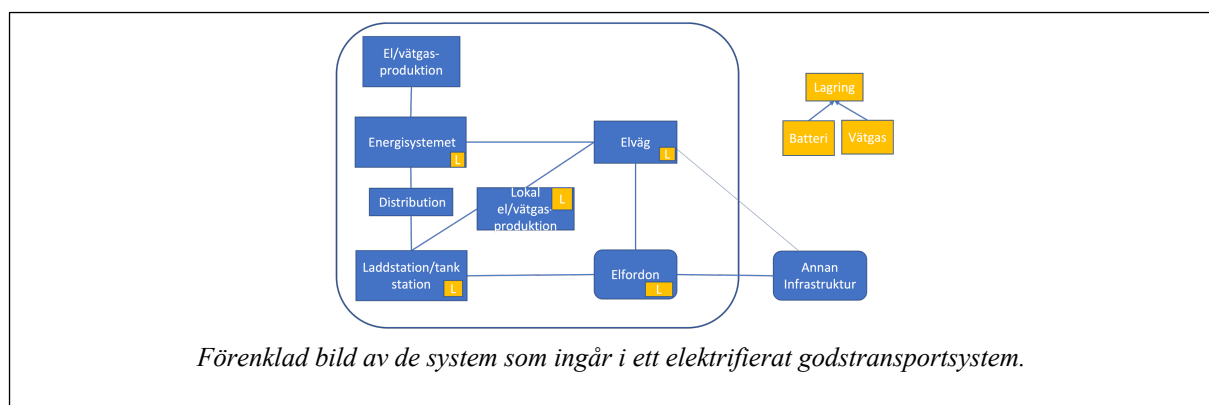 El/vätgas-
produktion
Lagring
Batteri
Vätgas
Energisystemet
L
Elväg
L
Distribution
Lokal
el/vätgas-
produktion
L
Laddstation/tank
station
L
Elfordon
L
Annan
Infrastruktur
Förenklad bild av de system som ingår i ett elektrifierat godstransportsystem.